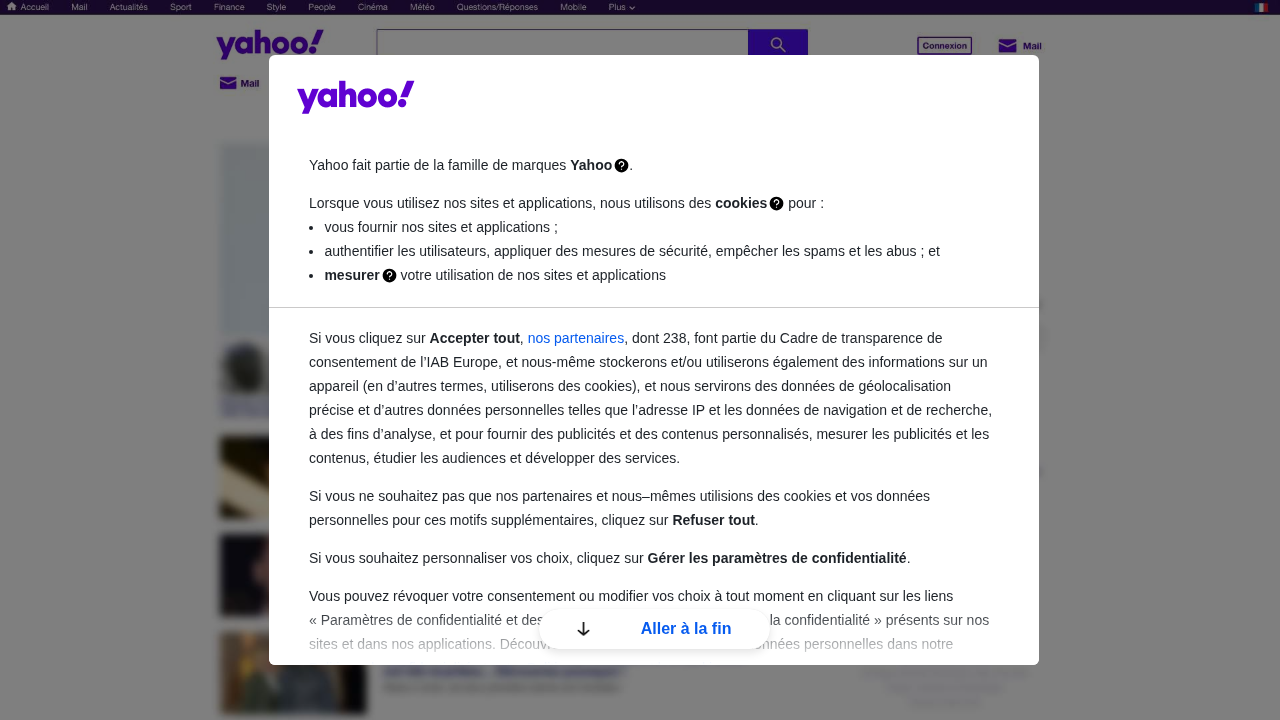 Accueil Mail Actualités Sport Finance Style People Cinéma Météo Questions/Réponses Mobile Plus
yahoo!
Connexion Mail
Mail
yahoo!
Yahoo fait partie de la famille de marques Yahoo.
Lorsque vous utilisez nos sites et applications, nous utilisons des cookies pour :
vous fournir nos sites et applications ;
authentifier les utilisateurs, appliquer des mesures de sécurité, empêcher les spams et les abus ; et
mesurer votre utilisation de nos sites et applications
Si vous cliquez sur Accepter tout, nos partenaires, dont 238, font partie du Cadre de transparence de
consentement de l’IAB Europe, et nous-même stockerons et/ou utiliserons également des informations sur un
appareil (en d’autres termes, utiliserons des cookies), et nous servirons des données de géolocalisation
précise et d’autres données personnelles telles que l’adresse IP et les données de navigation et de recherche,
à des fins d’analyse, et pour fournir des publicités et des contenus personnalisés, mesurer les publicités et les
contenus, étudier les audiences et développer des services.
Si vous ne souhaitez pas que nos partenaires et nous–mêmes utilisions des cookies et vos données
personnelles pour ces motifs supplémentaires, cliquez sur Refuser tout.
Si vous souhaitez personnaliser vos choix, cliquez sur Gérer les paramètres de confidentialité.
Vous pouvez révoquer votre consentement ou modifier vos choix à tout moment en cliquant sur les liens
« Paramètres de confidentialité et des la confidentialité » présents sur nos
sites et dans nos applications. données personnelles dans notre
Aller à la fin